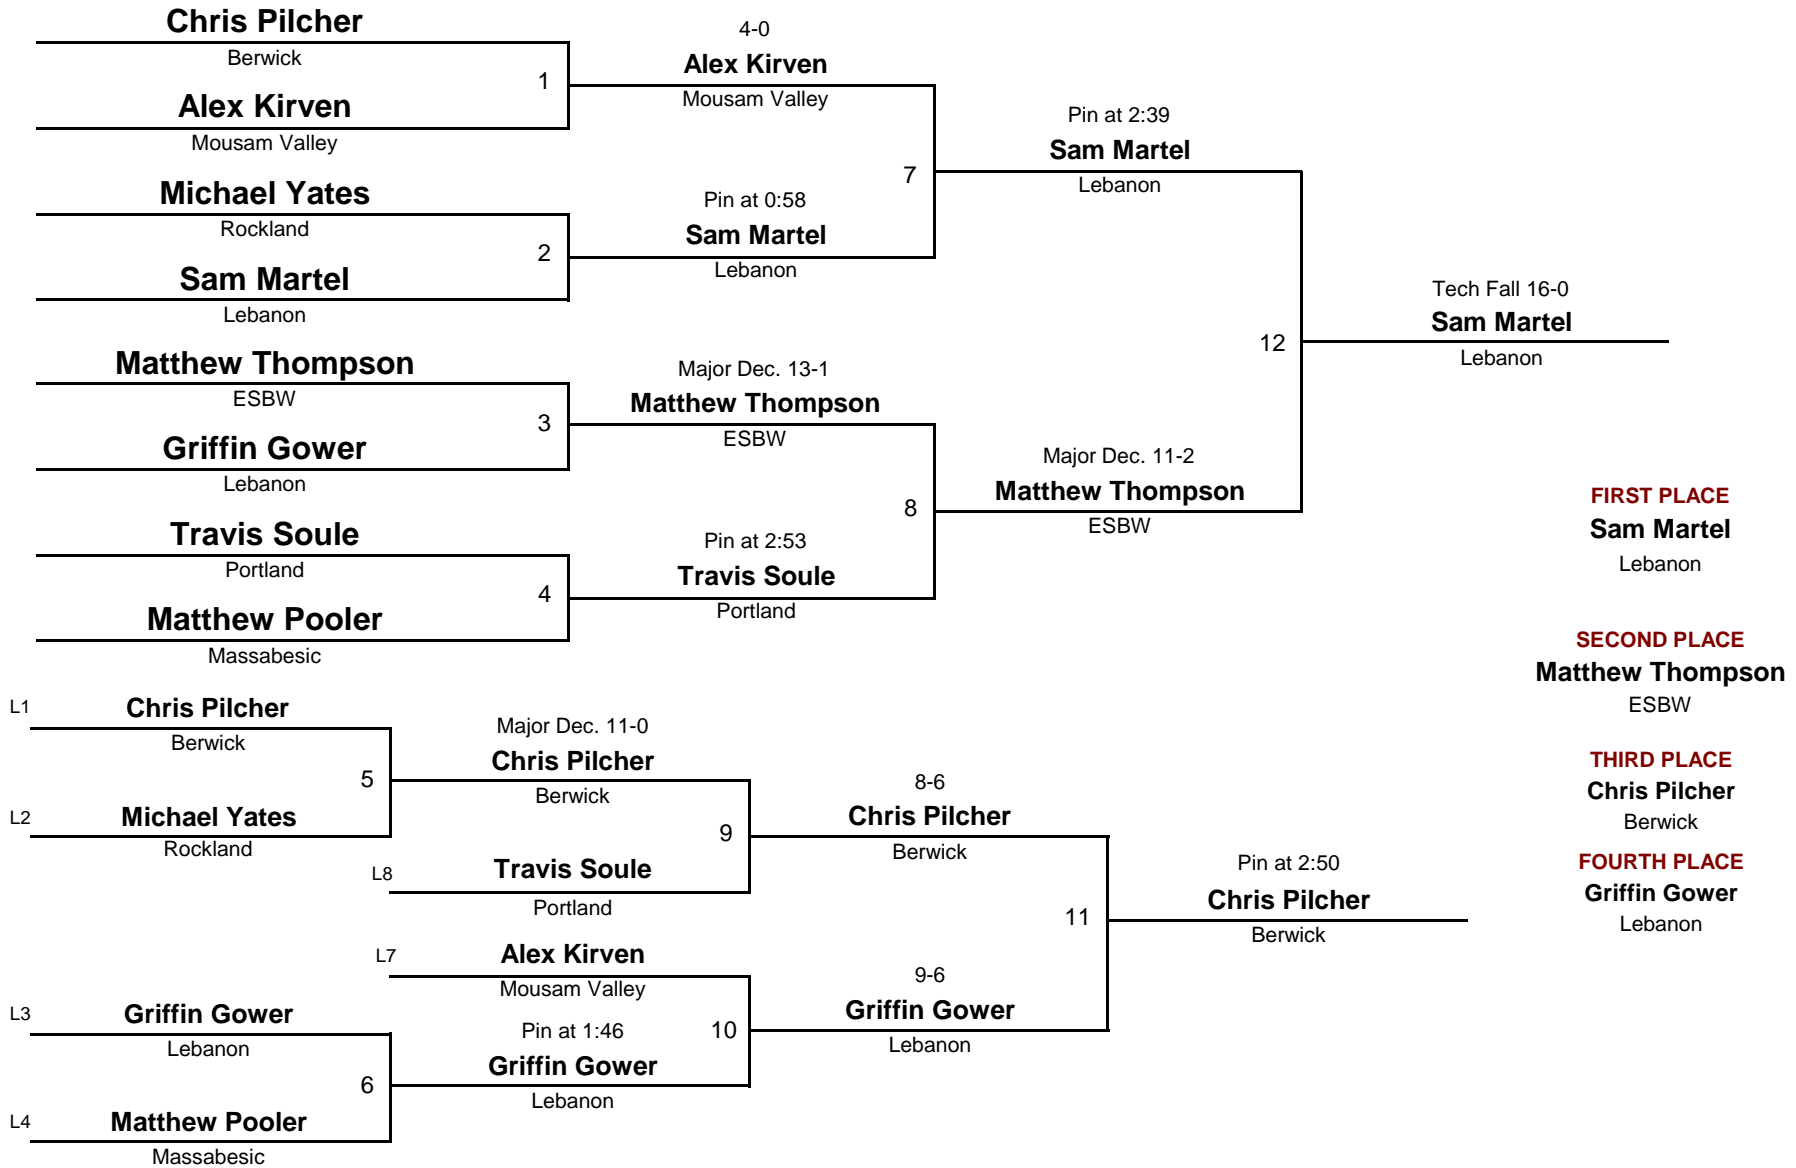 Chris Pilcher
Berwick
1
Alex Kirven
Mousam Valley
Michael Yates
Rockland
2
Sam Martel
Lebanon
Matthew Thompson
ESBW
3
Griffin Gower
Lebanon
Travis Soule
Portland
4
Matthew Pooler
Massabesic
4-0
Alex Kirven
Mousam Valley
7
Pin at 0:58
Sam Martel
Lebanon
Major Dec. 13-1
Matthew Thompson
ESBW
8
Pin at 2:53
Travis Soule
Portland
Pin at 2:39
Sam Martel
Lebanon
12
Major Dec. 11-2
Matthew Thompson
ESBW
Tech Fall 16-0
Sam Martel
Lebanon
L1
Chris Pilcher
Berwick
5
L2
Michael Yates
Rockland
L3
Griffin Gower
Lebanon
6
L4
Matthew Pooler
Massabesic
Major Dec. 11-0
Chris Pilcher
Berwick
9
L8
Travis Soule
Portland
L7
Alex Kirven
Mousam Valley
10
Pin at 1:46
Griffin Gower
Lebanon
8-6
Chris Pilcher
Berwick
11
9-6
Griffin Gower
Lebanon
Pin at 2:50
Chris Pilcher
Berwick
FIRST PLACE
Sam Martel
Lebanon
SECOND PLACE
Matthew Thompson
ESBW
THIRD PLACE
Chris Pilcher
Berwick
FOURTH PLACE
Griffin Gower
Lebanon